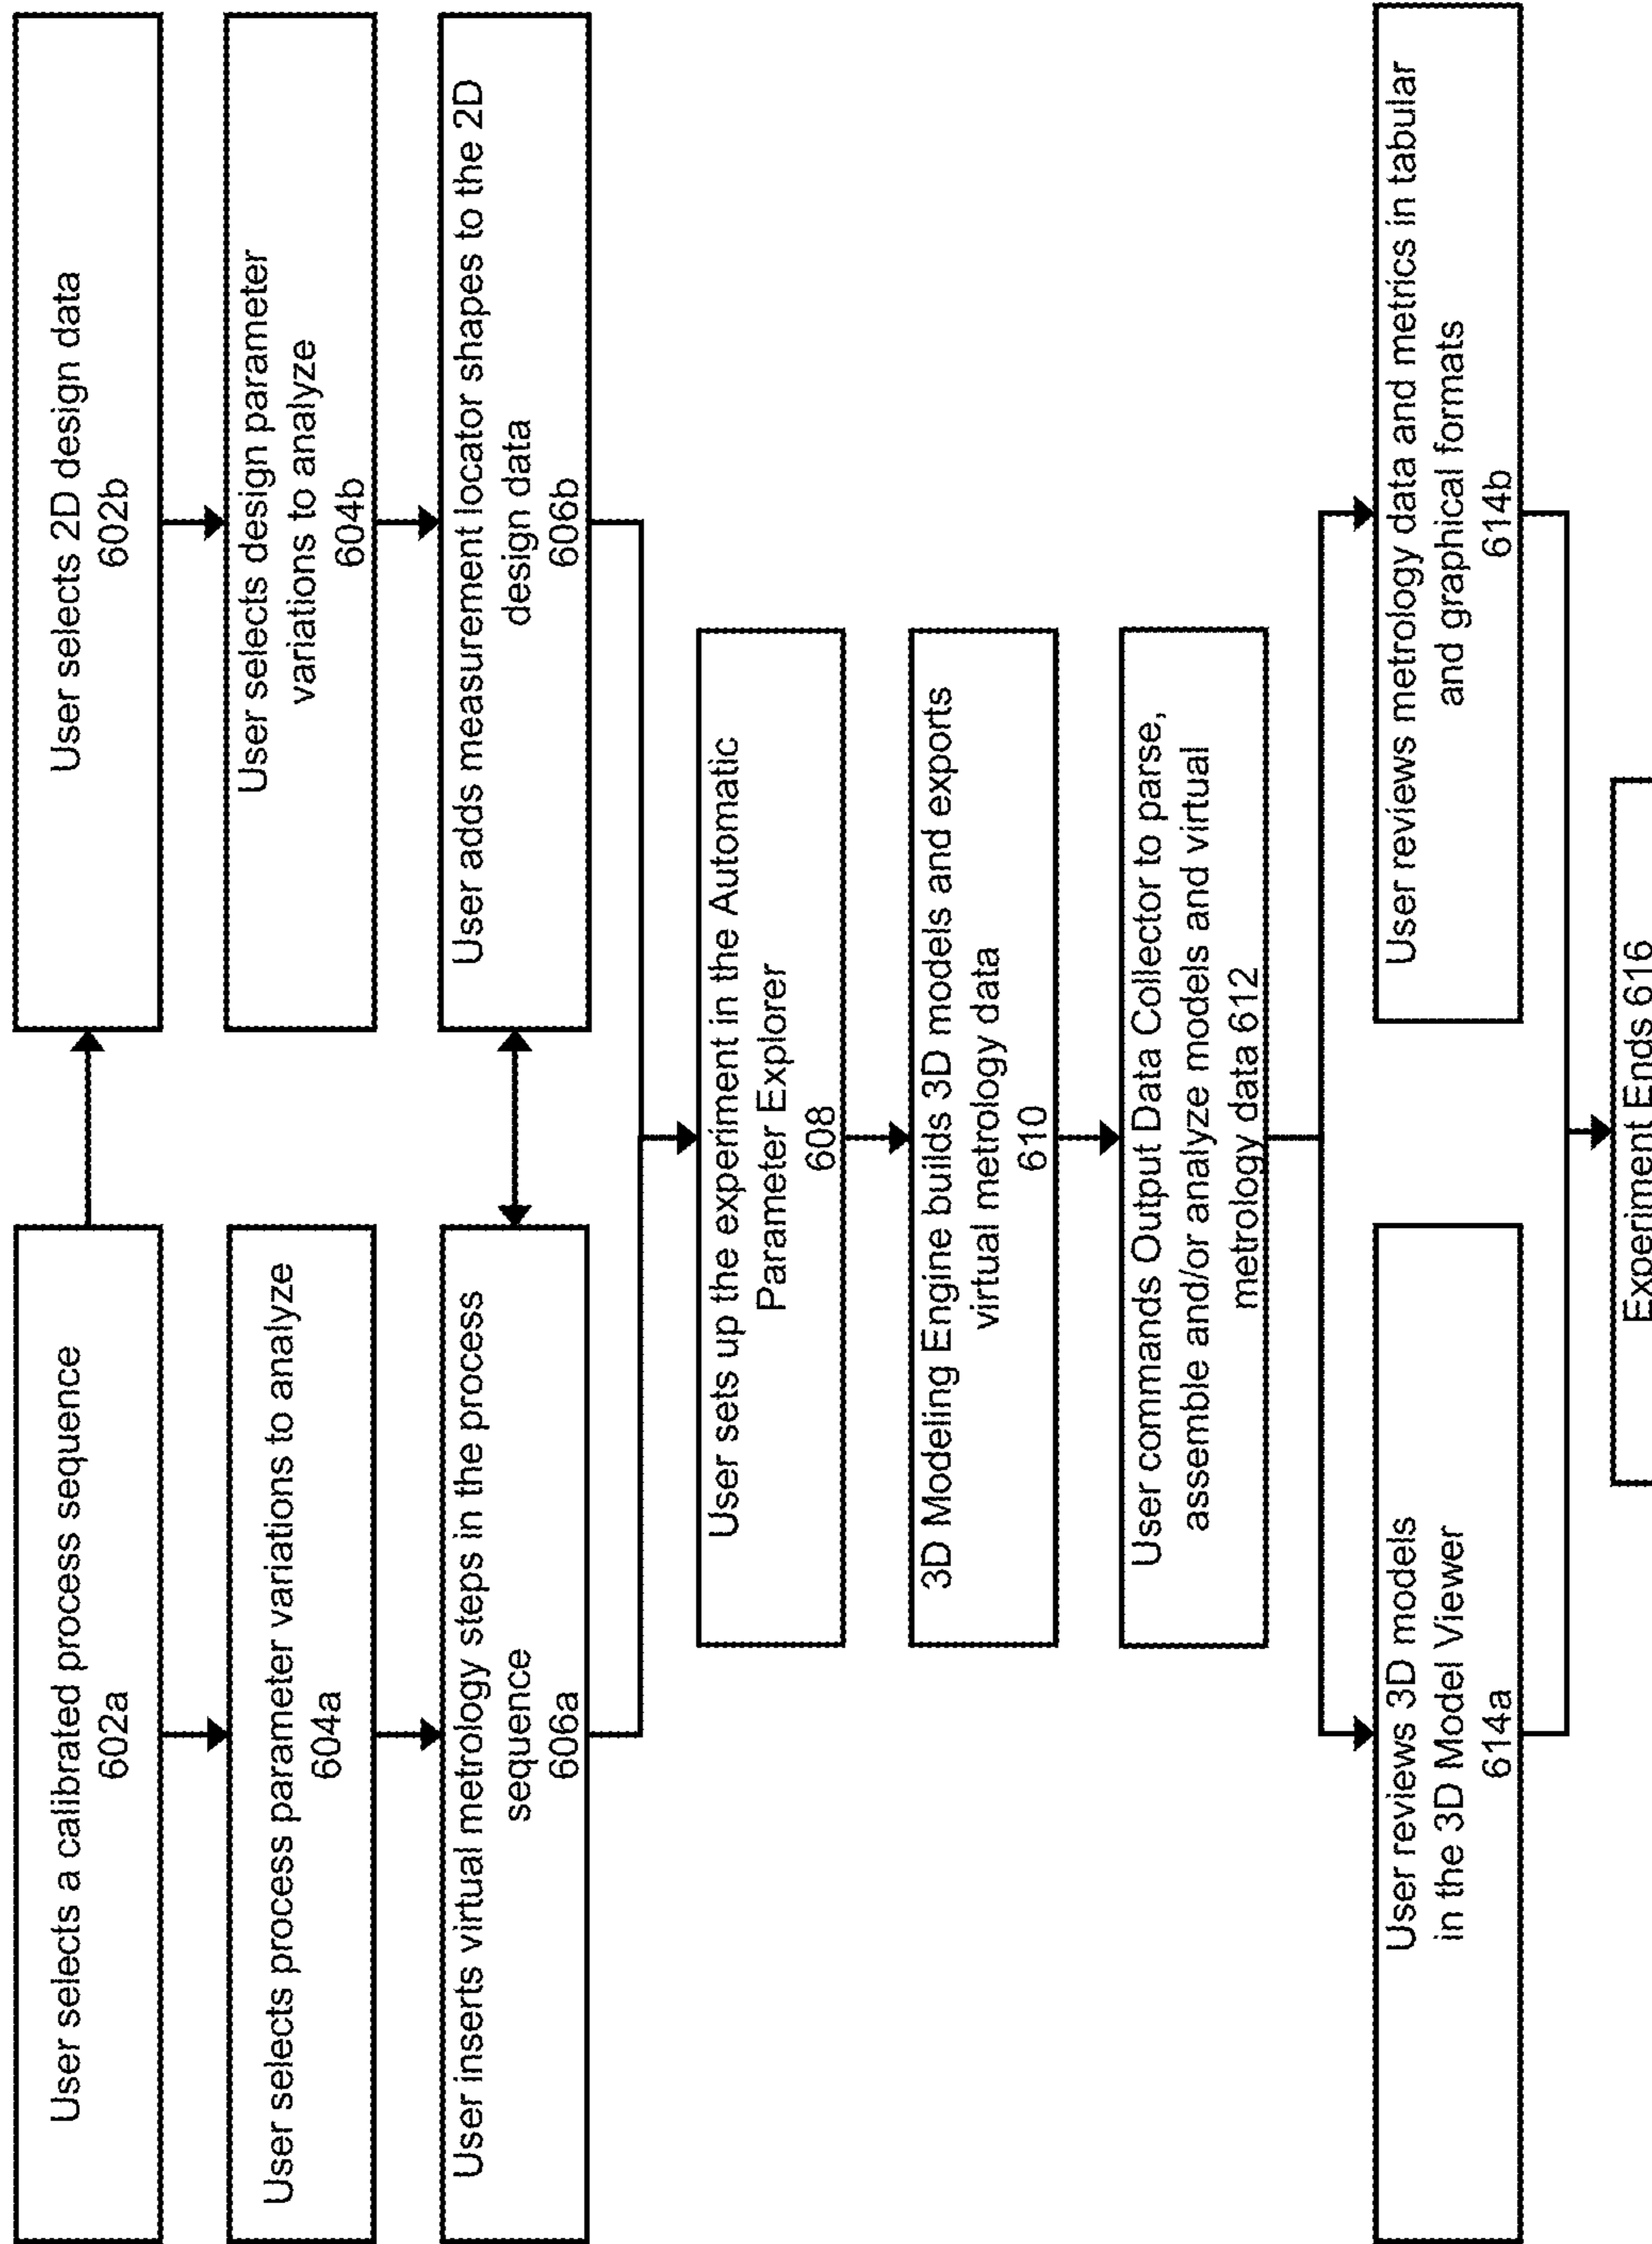 User selects a calibrated process sequence
602a
User selects 2D design data
602b
User selects process parameter variations to analyze
604a
User selects design parameter
variations to analyze
604b
User inserts virtual metrology steps in the process
sequence
606a
User adds measurement locator shapes to the 2D
design data
606b
User sets up the experiment in the Automatic
Parameter Explorer
608
3D Modeling Engine builds 3D models and exports
virtual metrology data
610
User commands Output Data Collector to parse,
assemble and/or analyze models and virtual
metrology data 612
User reviews 3D models
in the 3D Model Viewer
614a
User reviews metrology data and metrics in tabular
and graphical formats
614b
Experiment Ends 616